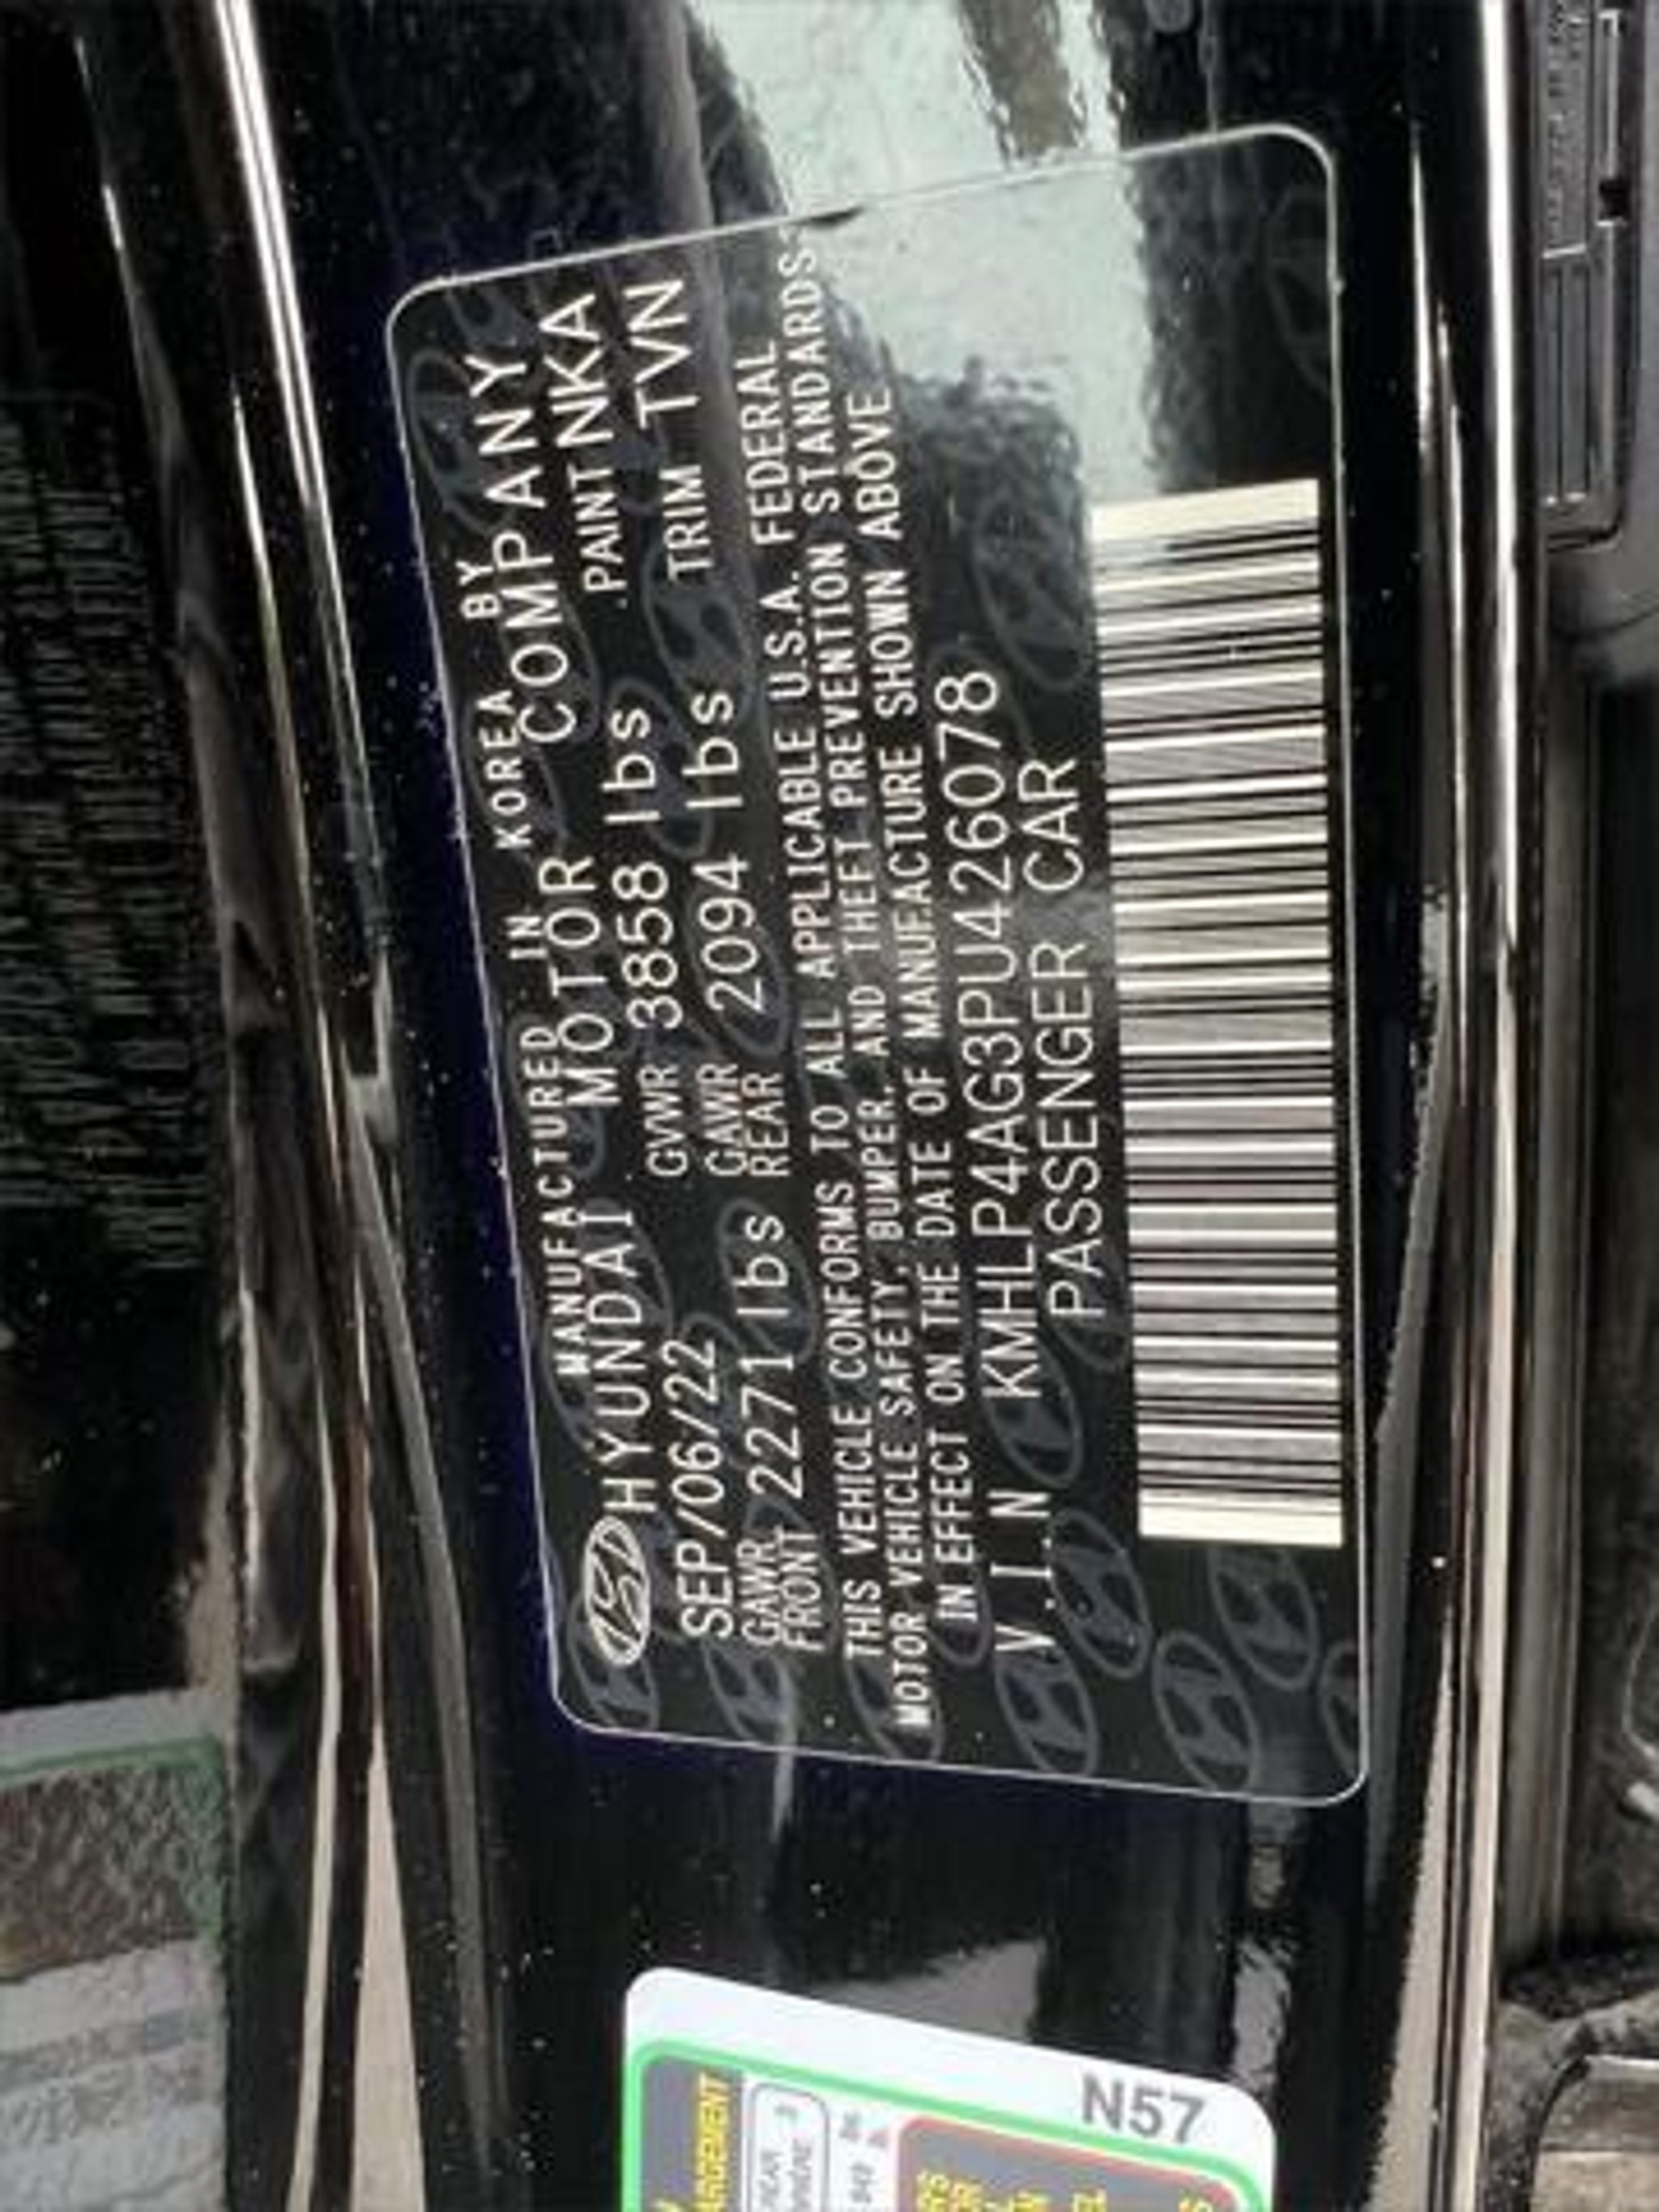 MANUFACTURED IN KOREA BY
HYUNDAI MOTOR COMPANY
SEP/06/22 GVWR 3858 lbs PAINT NKA
GAWR FRONT 2271 lbs GAWR REAR 2094 lbs TRIM TVN
THIS VEHICLE CONFORMS TO ALL APPLICABLE U.S.A. FEDERAL
MOTOR VEHICLE SAFETY, BUMPER, AND THEFT PREVENTION STANDARDS
IN EFFECT ON THE DATE OF MANUFACTURE SHOWN ABOVE
V.I.N KMHLP4AG3PU426078
PASSENGER CAR
N57